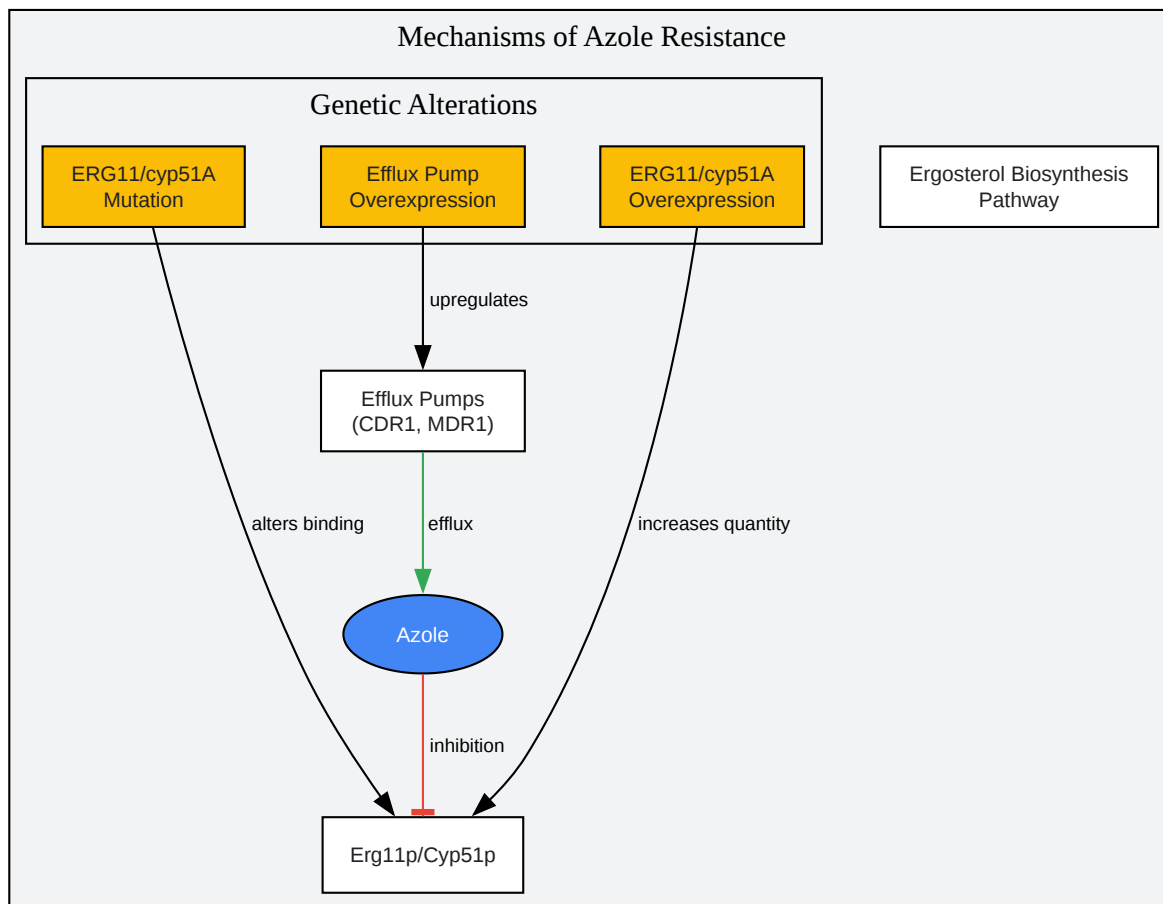 Mechanisms of Azole Resistance
Genetic Alterations
ERG11/cyp51A
Mutation
Efflux Pump
Overexpression
ERG11/cyp51A
Overexpression
Ergosterol Biosynthesis
Pathway
upregulates
Efflux Pumps
(CDR1, MDR1)
alters binding
efflux
increases quantity
Azole
inhibition
Erg11p/Cyp51p